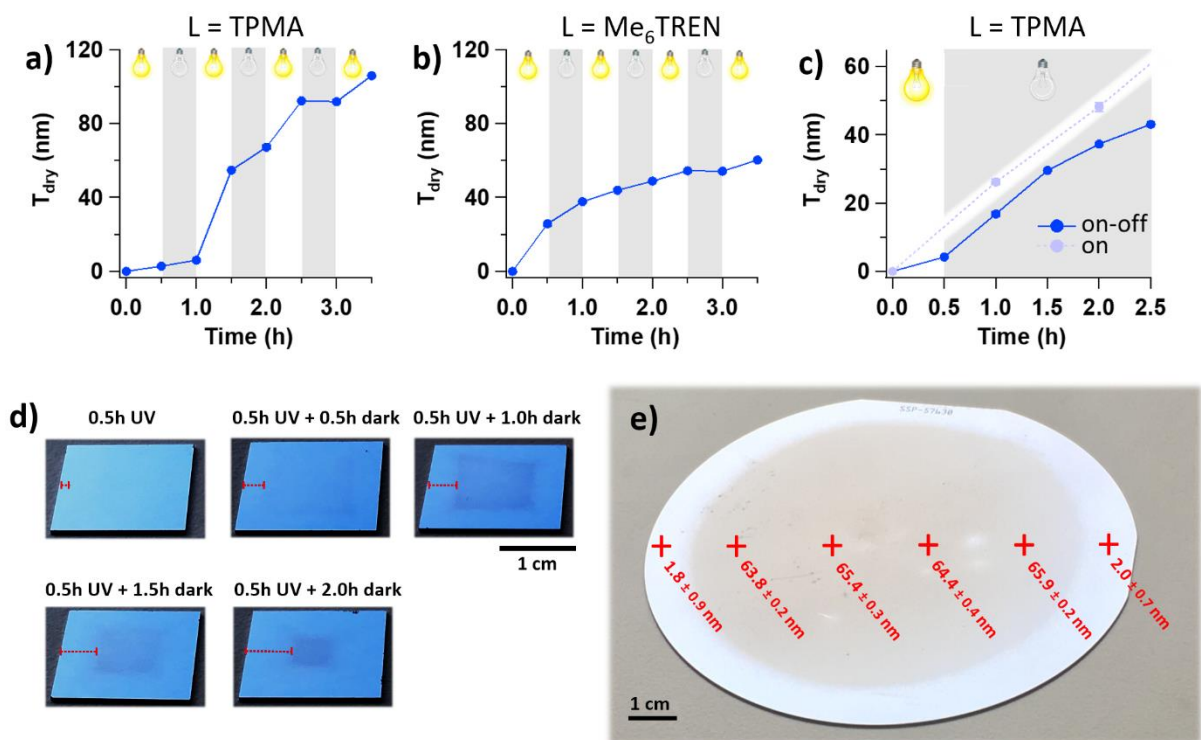 L = TPMA
L = Me₆TREN
L = TPMA
a)
120
80
40
0
T_dry (nm)
0.0 1.0 2.0 3.0
Time (h)
b)
120
80
40
0
T_dry (nm)
0.0 1.0 2.0 3.0
Time (h)
c)
60
40
20
0
T_dry (nm)
on-off
on
0.0 0.5 1.0 1.5 2.0 2.5
Time (h)
d)
0.5h UV
0.5h UV + 0.5h dark
0.5h UV + 1.0h dark
1 cm
0.5h UV + 1.5h dark
0.5h UV + 2.0h dark
e)
1.8 ± 0.9 nm
63.8 ± 0.2 nm
65.4 ± 0.3 nm
64.4 ± 0.4 nm
65.9 ± 0.2 nm
2.0 ± 0.7 nm
1 cm